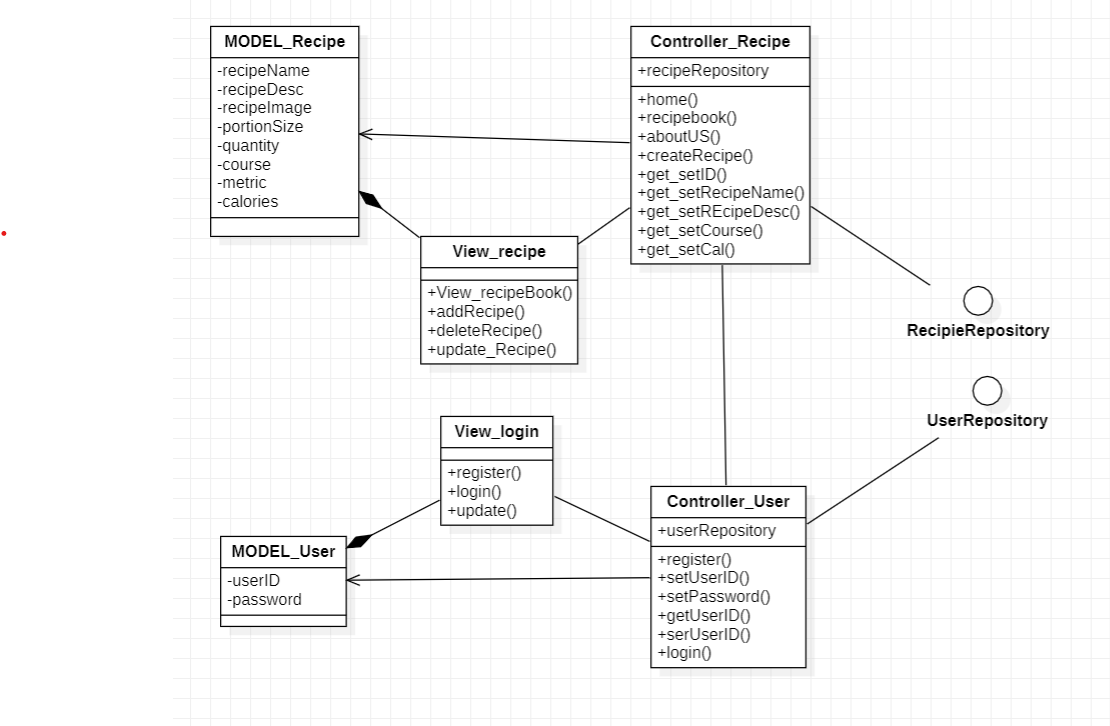 MODEL_Recipe
-recipeName
-recipeDesc
-recipeImage
-portionSize
-quantity
-course
-metric
-calories
Controller_Recipe
+recipeRepository
+home()
+recipebook()
+aboutUS()
+createRecipe()
+get_setID()
+get_setRecipeName()
+get_setREcipeDesc()
+get_setCourse()
+get_setCal()
View_recipe
+View_recipeBook()
+addRecipe()
+deleteRecipe()
+update_Recipe()
RecipieRepository
UserRepository
View_login
+register()
+login()
+update()
Controller_User
+userRepository
+register()
+setUserID()
+setPassword()
+getUserID()
+serUserID()
+login()
MODEL_User
-userID
-password